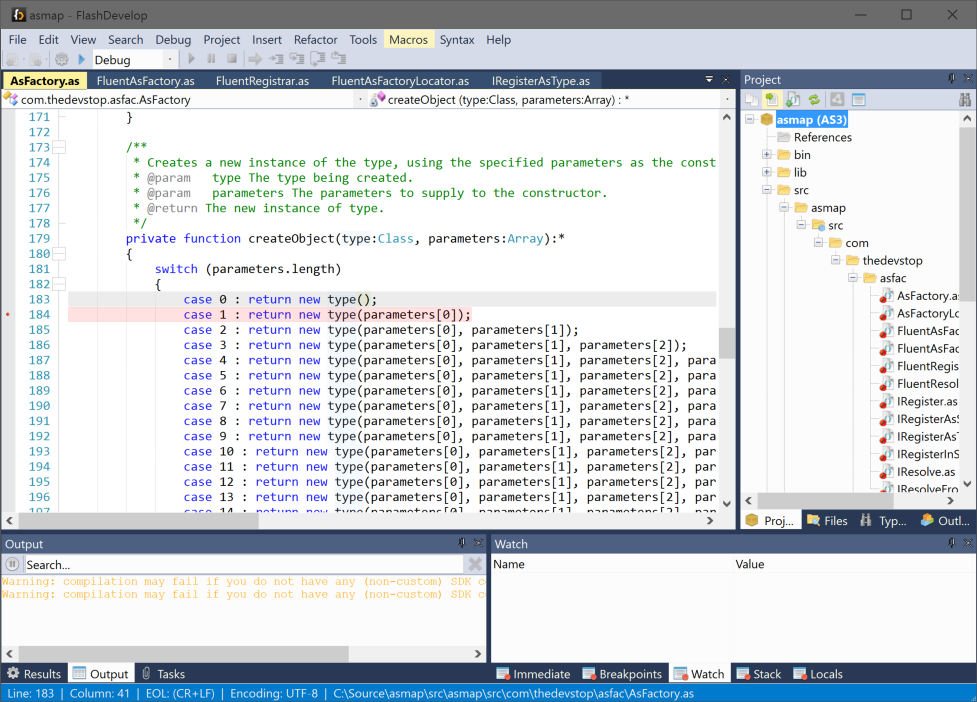 asmap - FlashDevelop
File Edit View Search Debug Project Insert Refactor Tools Macros Syntax Help
Debug
AsFactory.as FluentAsFactory.as FluentRegistrar.as FluentAsFactoryLocator.as IRegisterAsType.as
com.thedevstop.asfac.AsFactory createObject (type:Class, parameters:Array) : *
171 }
172
173 /**
174 * Creates a new instance of the type, using the specified parameters as the const
175 * @param type The type being created.
176 * @param parameters The parameters to supply to the constructor.
177 * @return The new instance of type.
178 */
179 private function createObject(type:Class, parameters:Array):*
180 {
181 switch (parameters.length)
182 {
183 case 0 : return new type();
184 case 1 : return new type(parameters[0]);
185 case 2 : return new type(parameters[0], parameters[1]);
186 case 3 : return new type(parameters[0], parameters[1], parameters[2]);
187 case 4 : return new type(parameters[0], parameters[1], parameters[2], para
188 case 5 : return new type(parameters[0], parameters[1], parameters[2], para
189 case 6 : return new type(parameters[0], parameters[1], parameters[2], para
190 case 7 : return new type(parameters[0], parameters[1], parameters[2], para
191 case 8 : return new type(parameters[0], parameters[1], parameters[2], para
192 case 9 : return new type(parameters[0], parameters[1], parameters[2], para
193 case 10 : return new type(parameters[0], parameters[1], parameters[2], par
194 case 11 : return new type(parameters[0], parameters[1], parameters[2], par
195 case 12 : return new type(parameters[0], parameters[1], parameters[2], par
196 case 13 : return new type(parameters[0], parameters[1], parameters[2], par
197 case 14 : return new type(parameters[0], parameters[1], parameters[2], par
Project
asmap (AS3)
References
bin
lib
src
asmap
src
com
thedevstop
asfac
AsFactory.as
AsFactoryLo
FluentAsFac
FluentAsFac
FluentRegis
FluentResol
IRegister.as
IRegisterAsS
IRegisterAsT
IRegisterInS
IResolve.as
IResolveFro
Proj... Files Typ... Outl...
Output
Search...
Warning: compilation may fail if you do not have any (non-custom) SDK co
Warning: compilation may fail if you do not have any (non-custom) SDK co
Results Output Tasks
Watch
Name Value
Immediate Breakpoints Watch Stack Locals
Line: 183 | Column: 41 | EOL: (CR+LF) | Encoding: UTF-8 | C:\Source\asmap\src\asmap\src\com\thedevstop\asfac\AsFactory.as